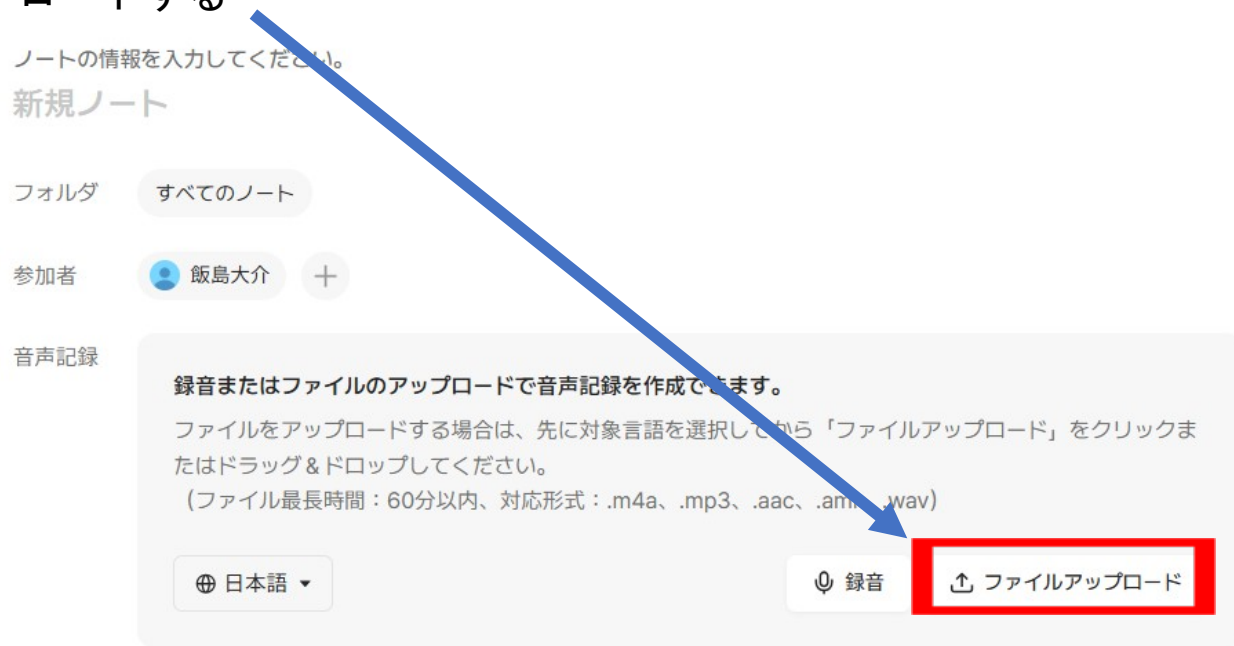 ノートの情報を入力してください。
新規ノート
フォルダ すべてのノート
参加者 飯島大介 +
音声記録
録音またはファイルのアップロードで音声記録を作成できます。
ファイルをアップロードする場合は、先に対象言語を選択してから「ファイルアップロード」をクリックま
たはドラッグ&ドロップしてください。
(ファイル最長時間:60分以内、対応形式:.m4a、.mp3、.aac、.amr、.wav)
日本語 録音 ファイルアップロード